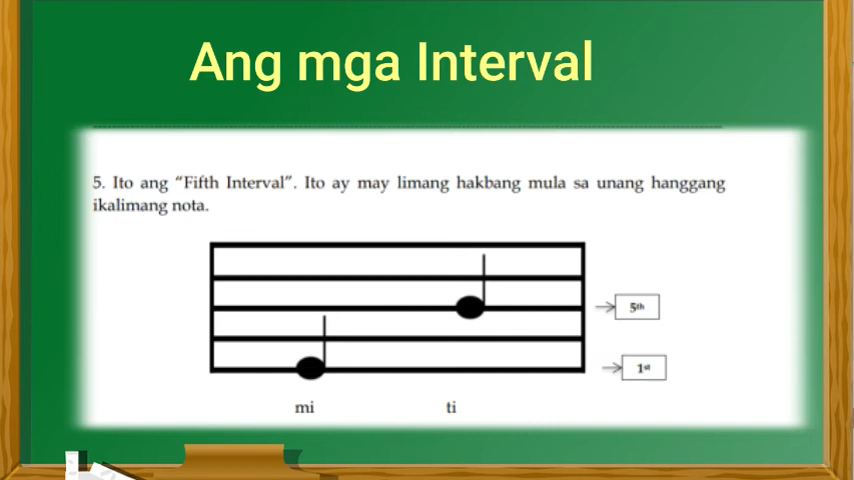 Ang mga Interval
5. Ito ang “Fifth Interval”. Ito ay may limang hakbang mula sa unang hanggang
ikalimang nota.
5th
1st
mi ti